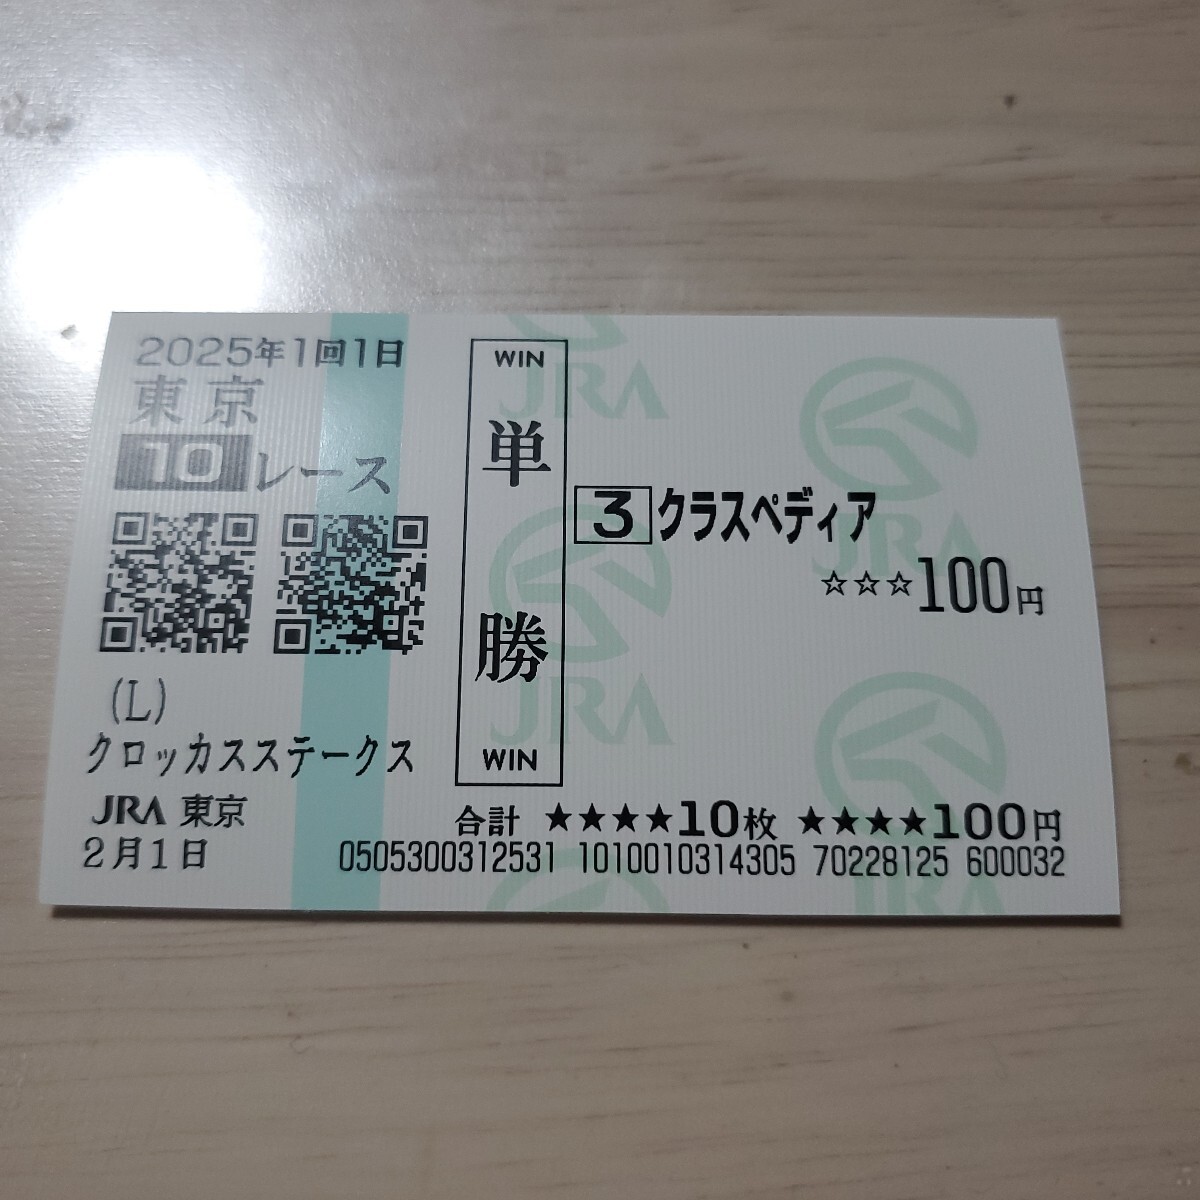 2025年1回1日
東京
10レース
(L)
クロッカスステークス
JRA 東京
2月1日
WIN
単勝
WIN
3 クラスペディア
☆☆☆100円
合計 ★★★★10枚 ★★★★100円
0505300312531 1010010314305 70228125 600032
JRA
JRA
JRA